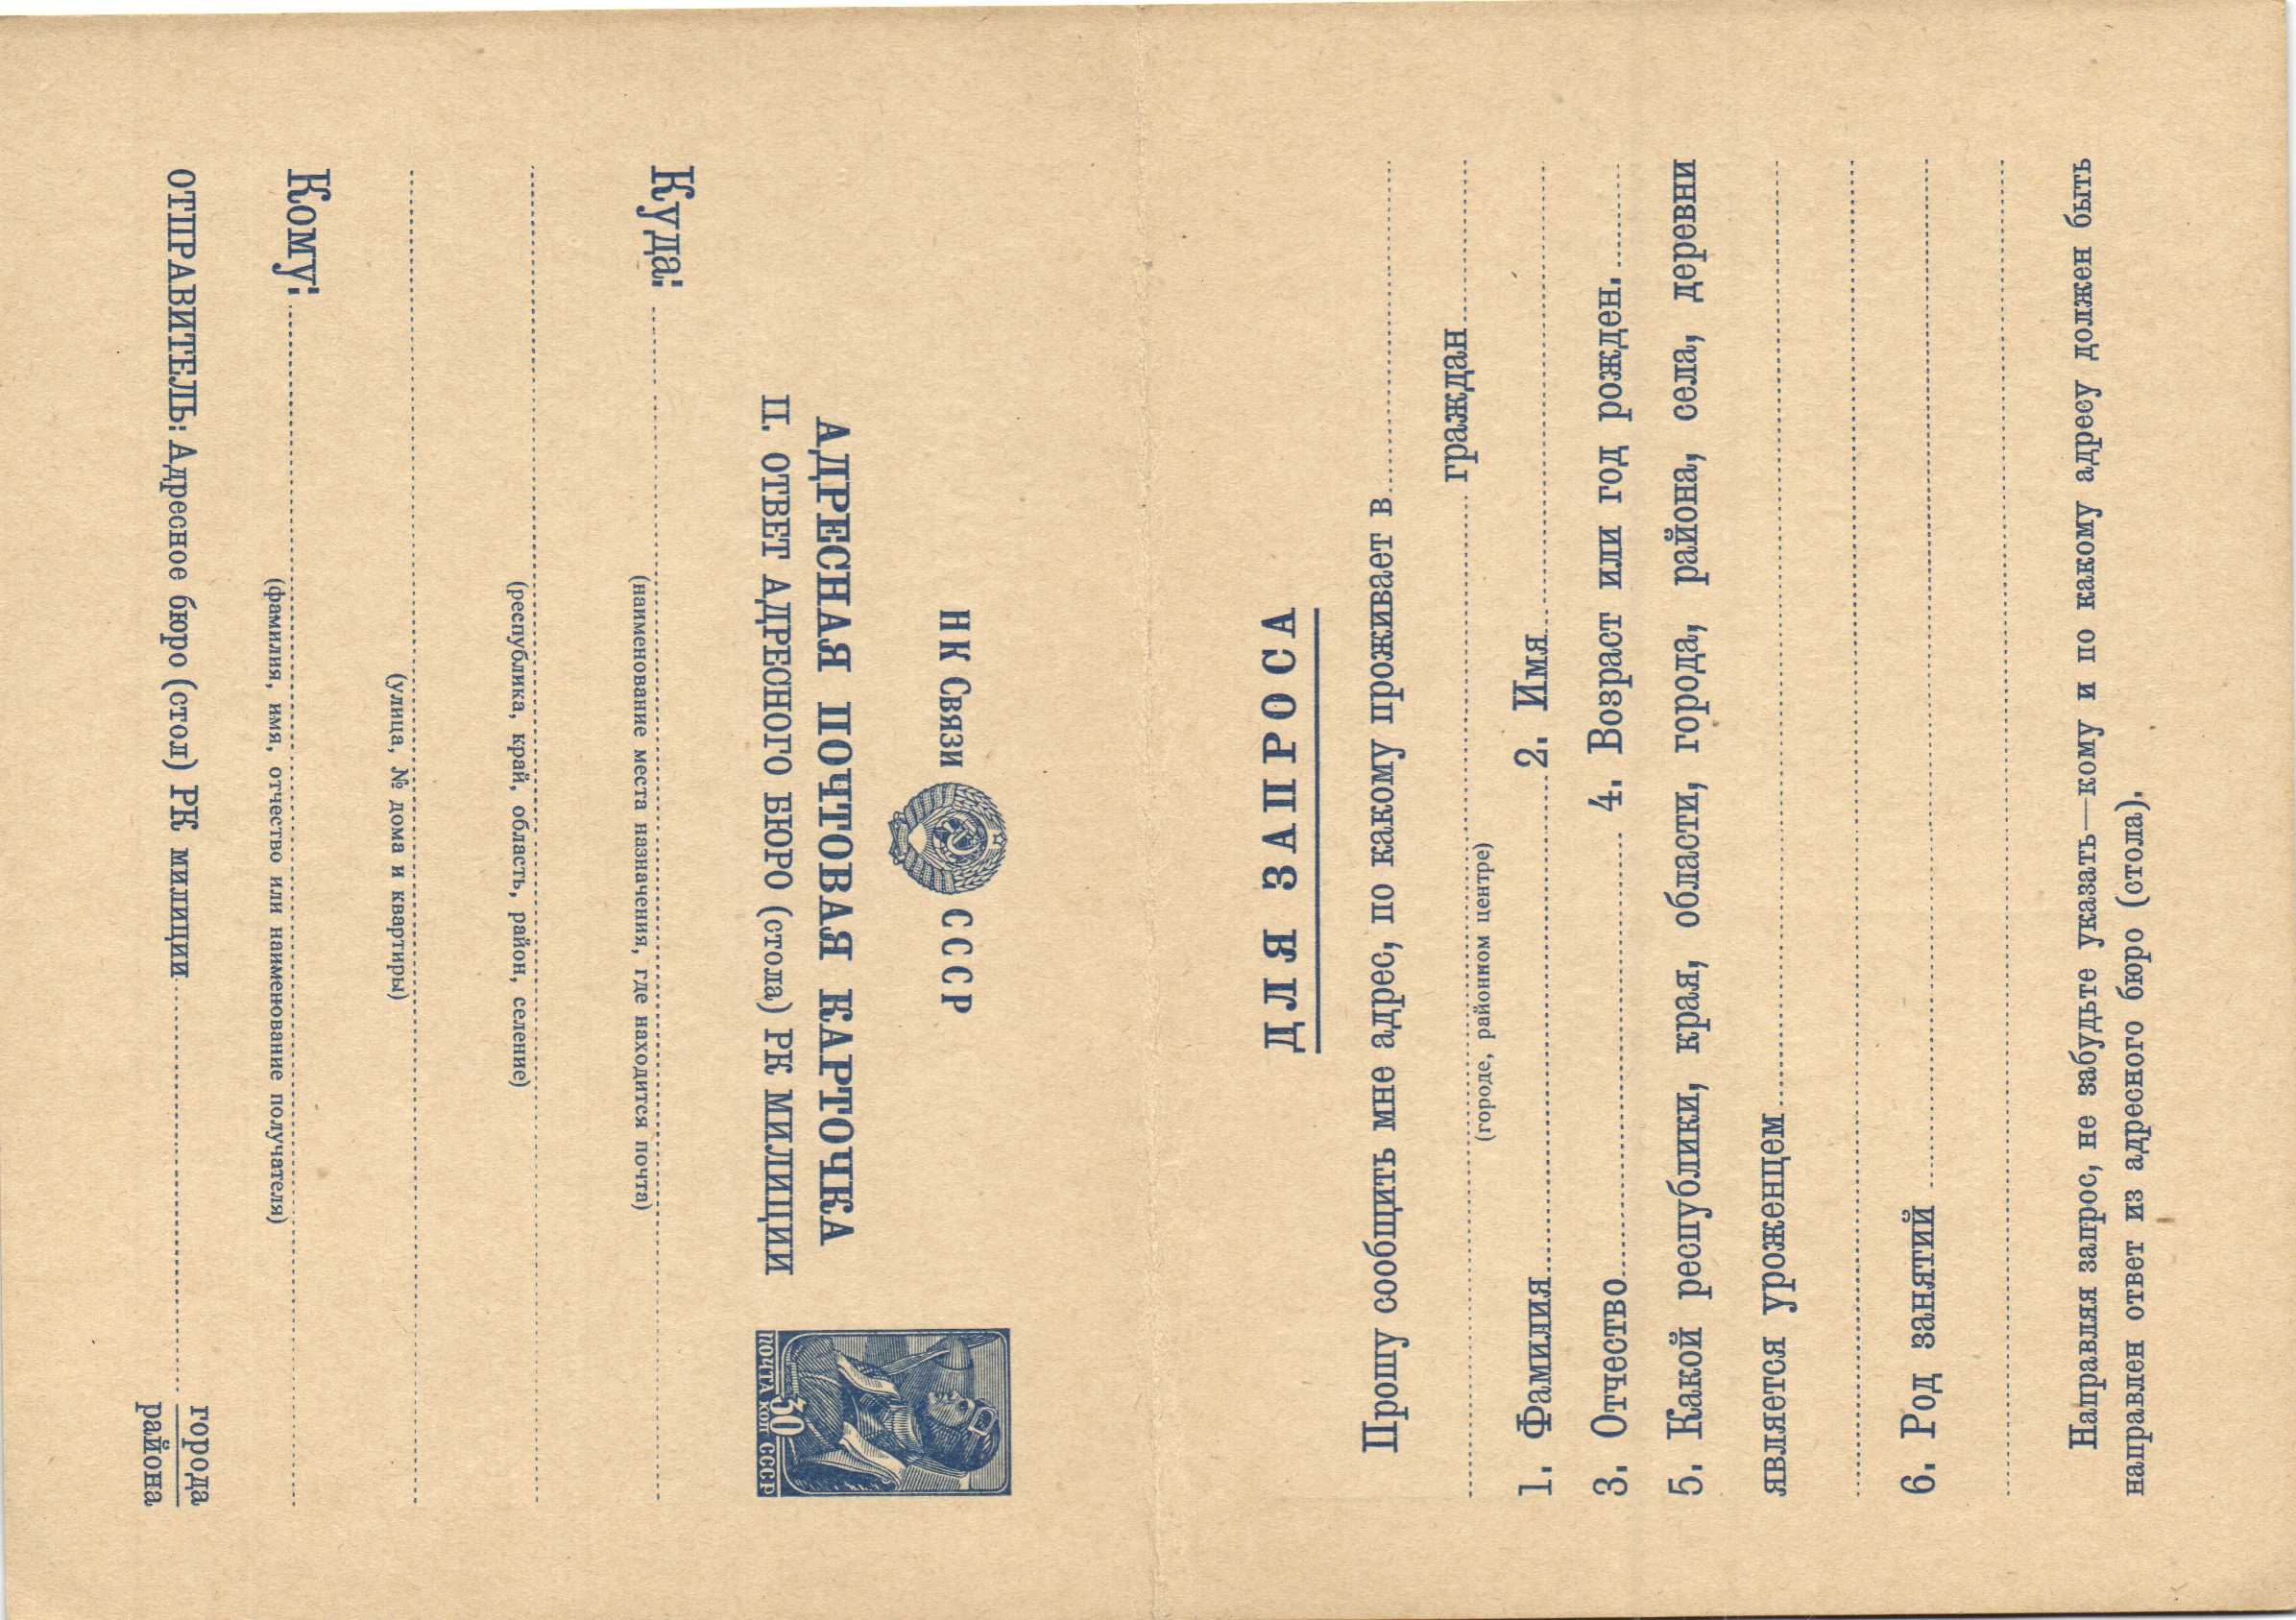 НК Связи СССР
АДРЕСНАЯ ПОЧТОВАЯ КАРТОЧКА
II. ОТВЕТ АДРЕСНОГО БЮРО (стола) РК МИЛИЦИИ
ПОЧТА 30 КОП СССР
Куда:
(наименование места назначения, где находится почта)
(республика, край, область, район, селение)
(улица, № дома и квартиры)
Кому:
(фамилия, имя, отчество или наименование получателя)
ОТПРАВИТЕЛЬ: Адресное бюро (стол) РК милиции
города
района
ДЛЯ ЗАПРОСА
Прошу сообщить мне адрес, по какому проживает в
граждан
(городе, районном центре)
1. Фамилия 2. Имя
3. Отчество 4. Возраст или год рожден.
5. Какой республики, края, области, города, района, села, деревни
является уроженцем
6. Род занятий
Направляя запрос, не забудьте указать—кому и по какому адресу должен быть
направлен ответ из адресного бюро (стола).